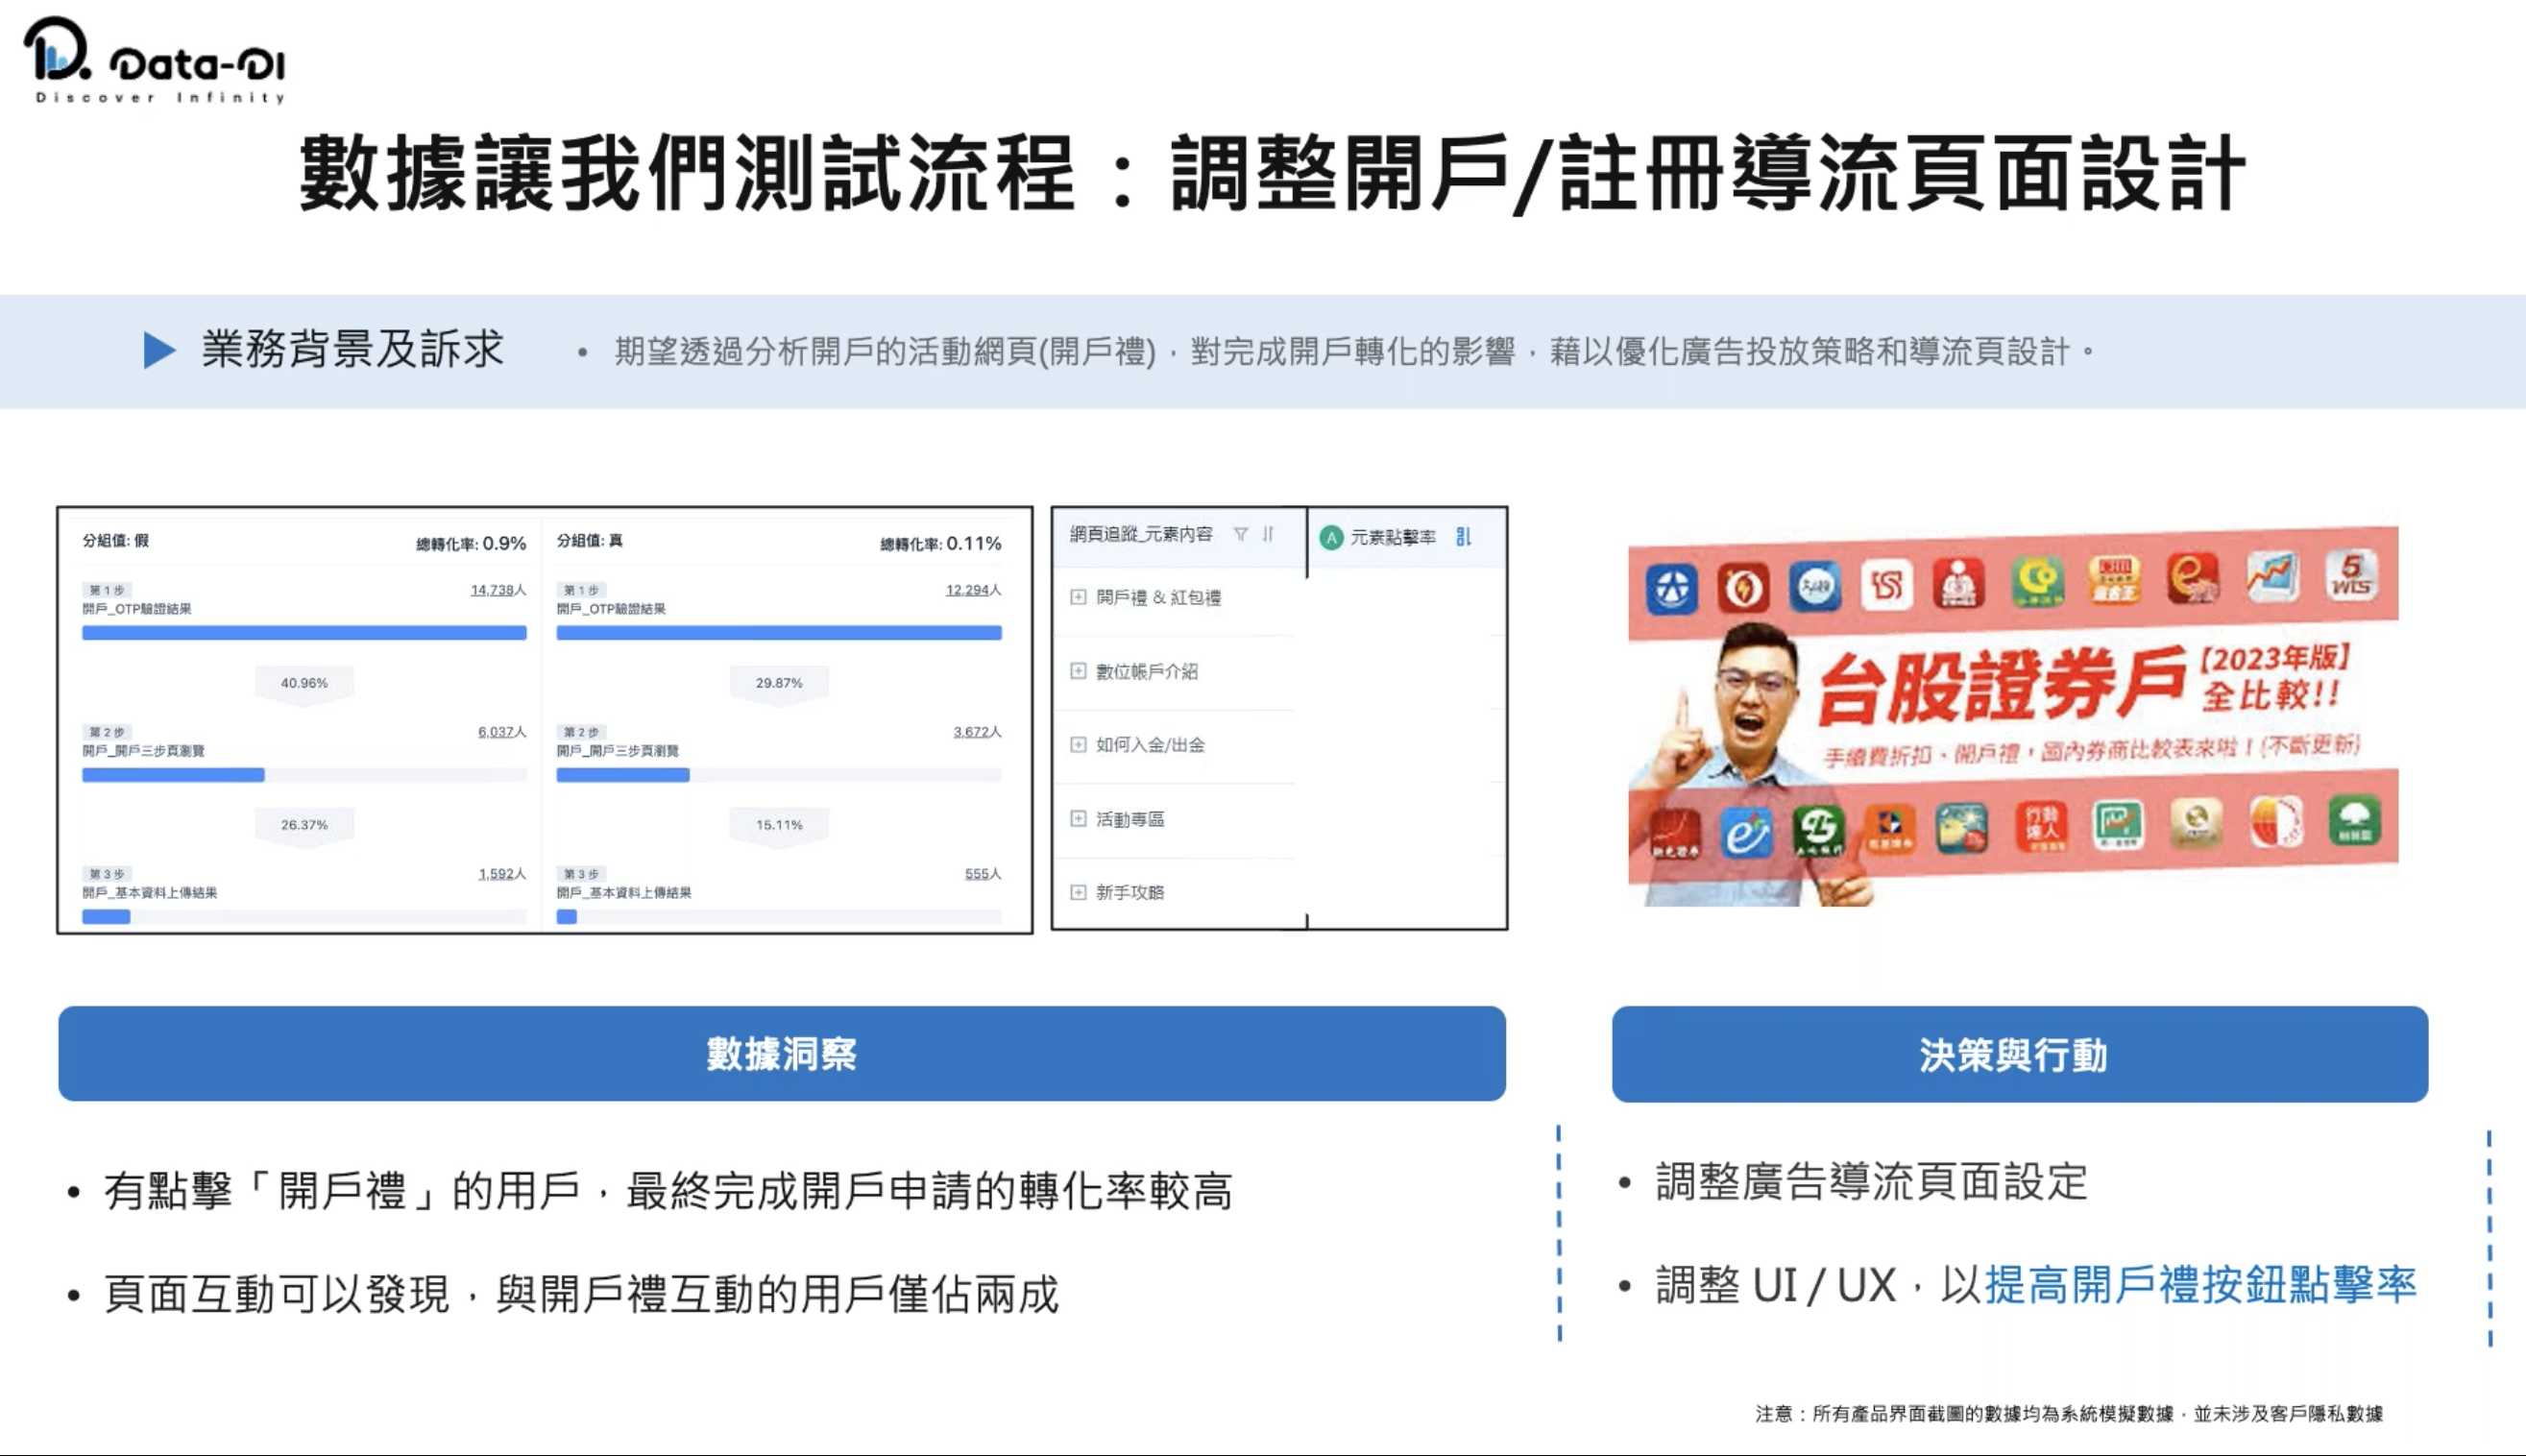 Data-DI
Discover Infinity
數據讓我們測試流程：調整開戶/註冊導流頁面設計
業務背景及訴求
• 期望透過分析開戶的活動網頁(開戶禮)，對完成開戶轉化的影響，藉以優化廣告投放策略和導流頁設計。
分組值: 假
總轉化率: 0.9%
第 1 步
14,738人
開戶_OTP驗證結果
40.96%
第 2 步
6,037人
開戶_開戶三步頁瀏覽
26.37%
第 3 步
1,592人
開戶_基本資料上傳結果
分組值: 真
總轉化率: 0.11%
第 1 步
12,294人
開戶_OTP驗證結果
29.87%
第 2 步
3,672人
開戶_開戶三步頁瀏覽
15.11%
第 3 步
555人
開戶_基本資料上傳結果
網頁追蹤_元素內容
A 元素點擊率
開戶禮 & 紅包禮
數位帳戶介紹
如何入金/出金
活動專區
新手攻略
5
WTS
台股證券戶【2023年版】
全比較!!
手續費折扣、開戶禮，國內券商比較表來啦！(不斷更新)
行動
達人
數據洞察
決策與行動
• 有點擊「開戶禮」的用戶，最終完成開戶申請的轉化率較高
• 頁面互動可以發現，與開戶禮互動的用戶僅佔兩成
• 調整廣告導流頁面設定
• 調整 UI / UX，以提高開戶禮按鈕點擊率
注意：所有產品界面截圖的數據均為系統模擬數據，並未涉及客戶隱私數據